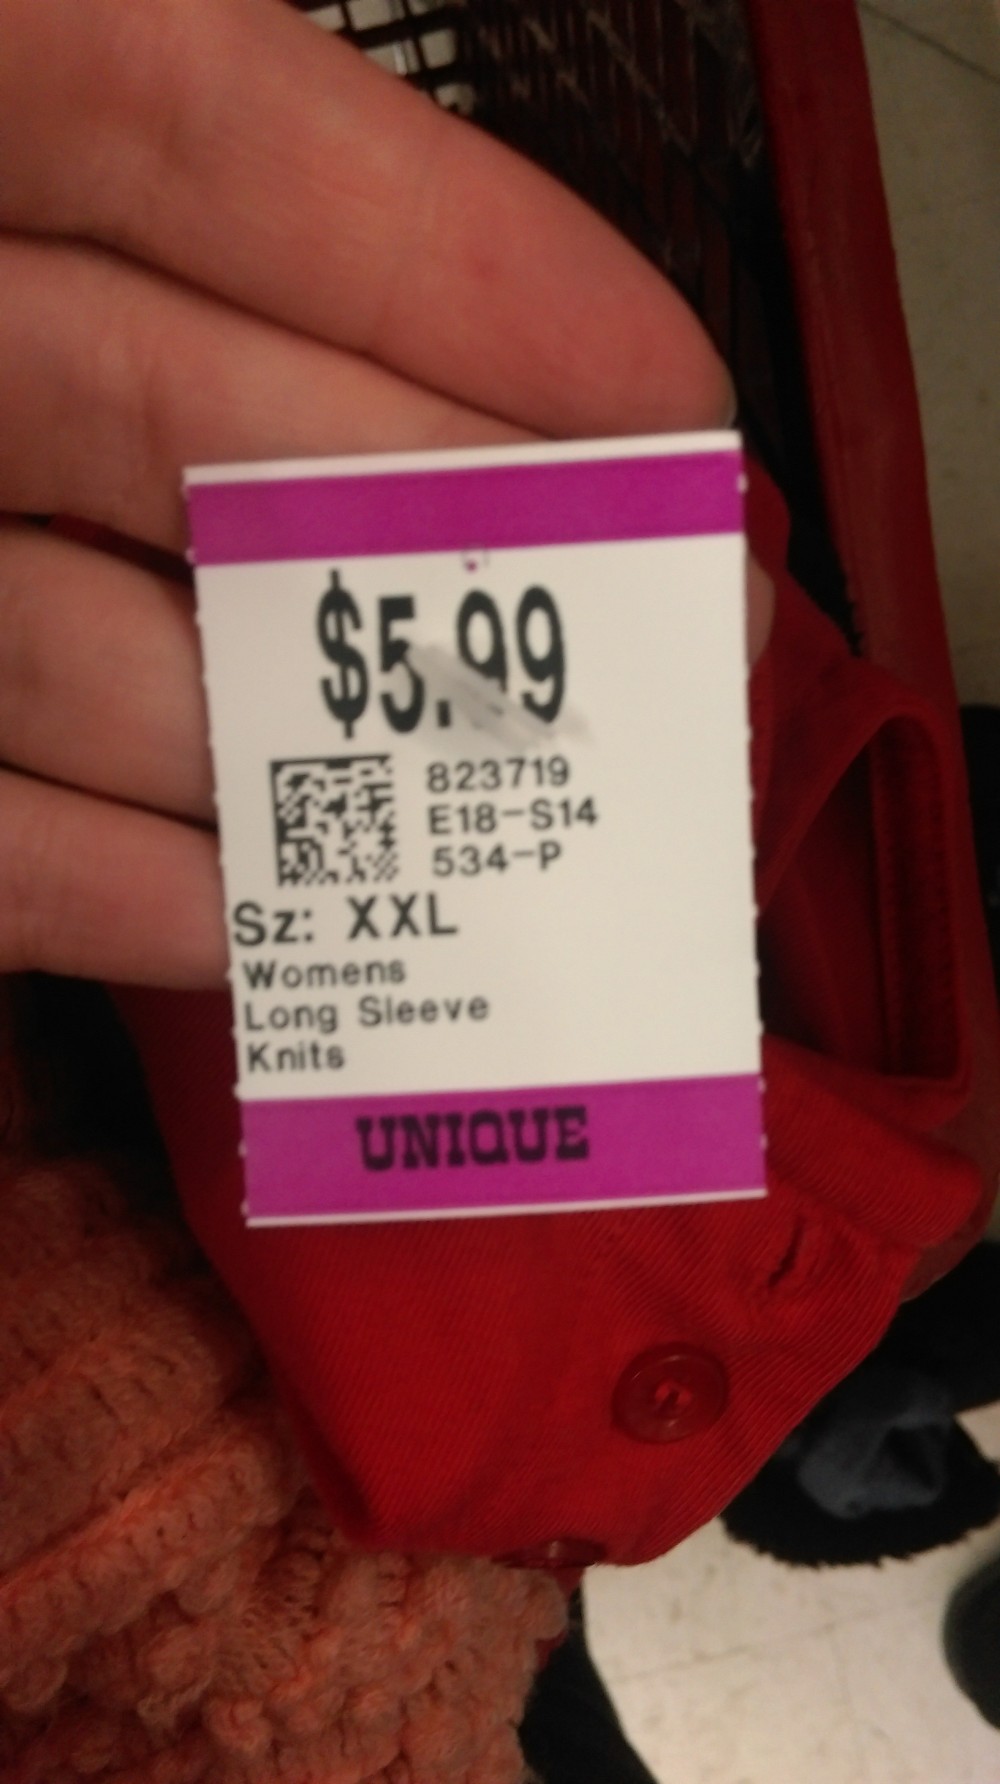 $5.99
823719
E18-S14
534-P
Sz: XXL
Womens
Long Sleeve
Knits
UNIQUE